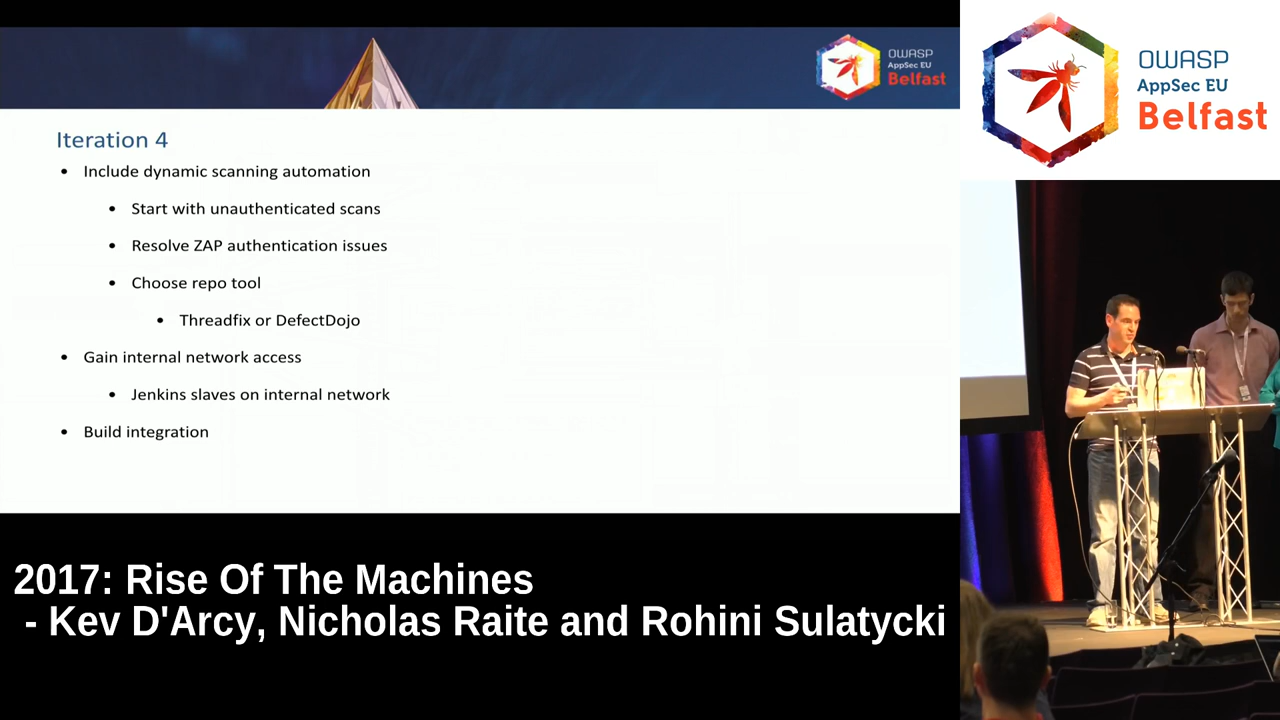 OWASP
AppSec EU
Belfast
OWASP
AppSec EU
Belfast
Iteration 4
• Include dynamic scanning automation
• Start with unauthenticated scans
• Resolve ZAP authentication issues
• Choose repo tool
• Threadfix or DefectDojo
• Gain internal network access
• Jenkins slaves on internal network
• Build integration
2017: Rise Of The Machines
- Kev D'Arcy, Nicholas Raite and Rohini Sulatycki